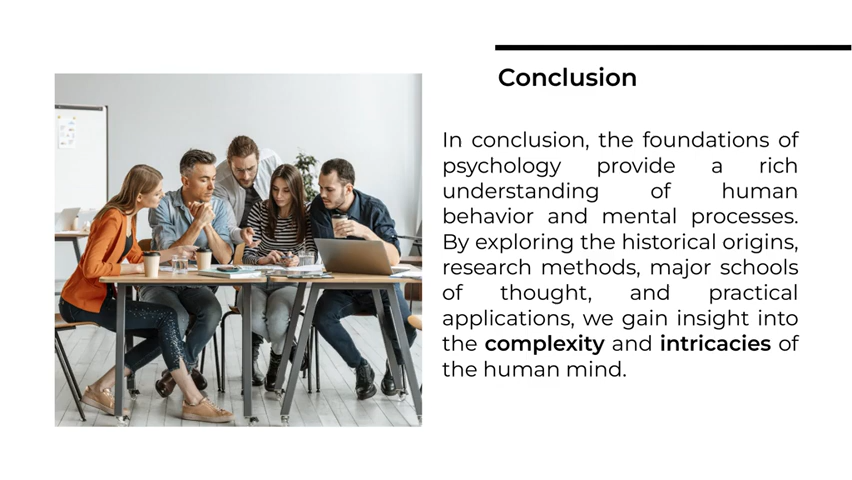 Conclusion
In conclusion, the foundations of
psychology provide a rich
understanding of human
behavior and mental processes.
By exploring the historical origins,
research methods, major schools
of thought, and practical
applications, we gain insight into
the complexity and intricacies of
the human mind.